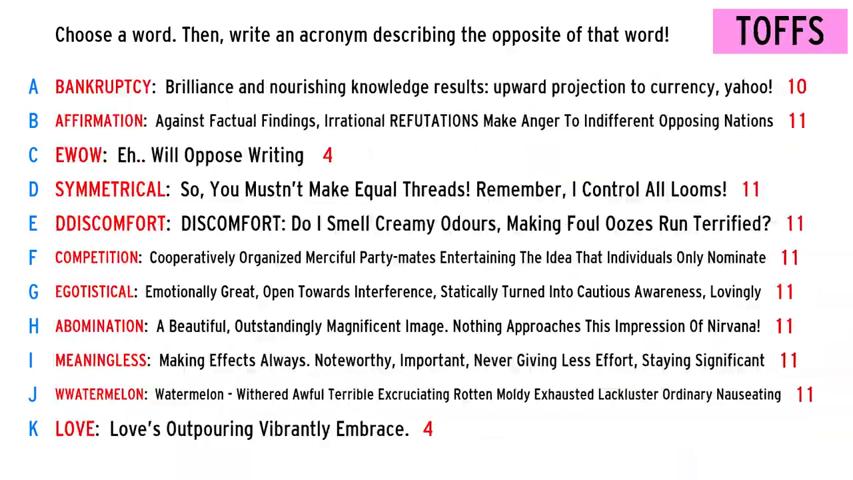 Choose a word. Then, write an acronym describing the opposite of that word!
TOFFS
A BANKRUPTCY: Brilliance and nourishing knowledge results: upward projection to currency, yahoo! 10
B AFFIRMATION: Against Factual Findings, Irrational REFUTATIONS Make Anger To Indifferent Opposing Nations 11
C EWOW: Eh.. Will Oppose Writing 4
D SYMMETRICAL: So, You Mustn't Make Equal Threads! Remember, I Control All Looms! 11
E DDISCOMFORT: DISCOMFORT: Do I Smell Creamy Odours, Making Foul Oozes Run Terrified? 11
F COMPETITION: Cooperatively Organized Merciful Party-mates Entertaining The Idea That Individuals Only Nominate 11
G EGOTISTICAL: Emotionally Great, Open Towards Interference, Statically Turned Into Cautious Awareness, Lovingly 11
H ABOMINATION: A Beautiful, Outstandingly Magnificent Image. Nothing Approaches This Impression Of Nirvana! 11
I MEANINGLESS: Making Effects Always. Noteworthy, Important, Never Giving Less Effort, Staying Significant 11
J WWATERMELON: Watermelon - Withered Awful Terrible Excruciating Rotten Moldy Exhausted Lackluster Ordinary Nauseating 11
K LOVE: Love's Outpouring Vibrantly Embrace. 4